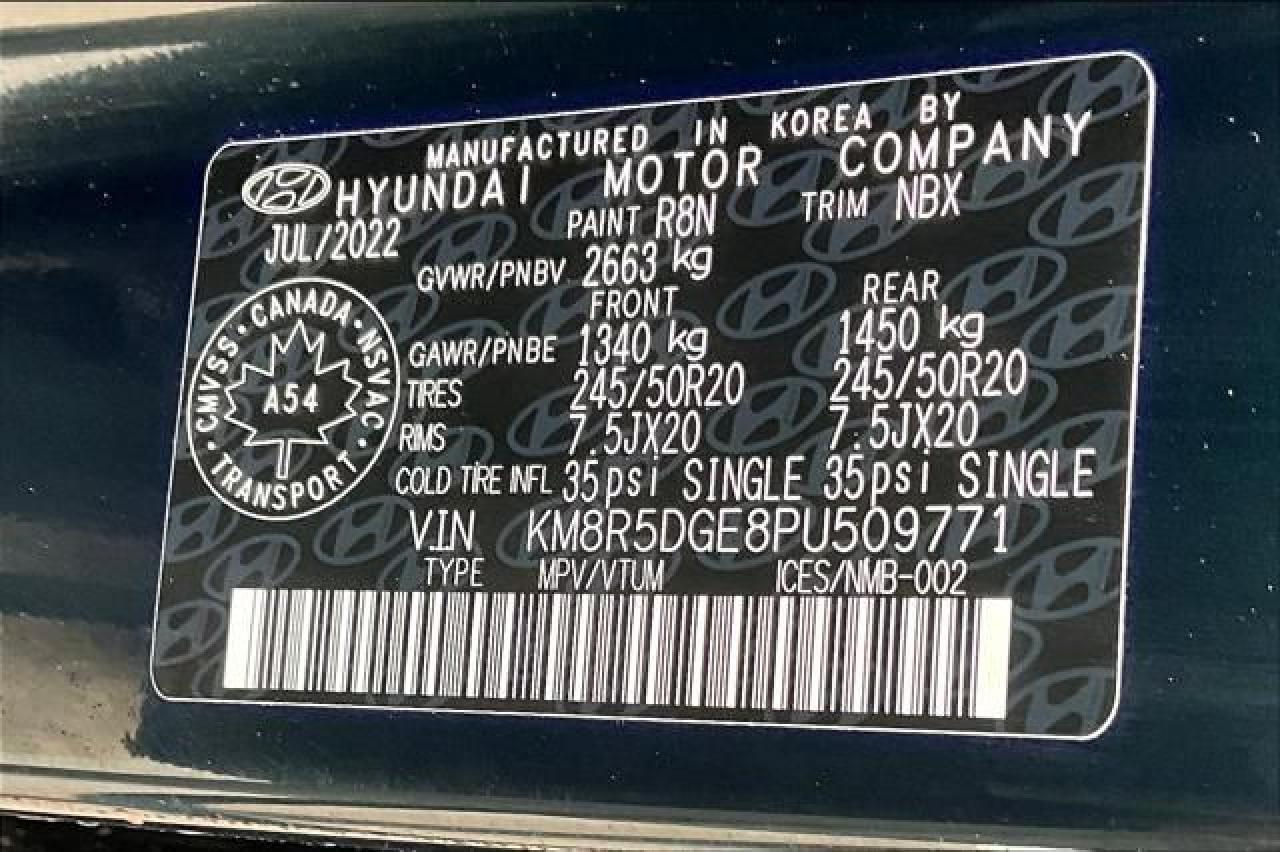 MANUFACTURED IN KOREA BY
HYUNDAI MOTOR COMPANY
JUL/2022 PAINT R8N TRIM NBX
GVWR/PNBV 2663 kg
FRONT REAR
GAWR/PNBE 1340 kg 1450 kg
TIRES 245/50R20 245/50R20
RIMS 7.5JX20 7.5JX20
COLD TIRE INFL 35psi SINGLE 35psi SINGLE
V.I.N KM8R5DGE8PU509771
TYPE MPV/VTUM ICES/NMB-002
CMVSS • CANADA • NSVAC •
A54
• TRANSPORT •